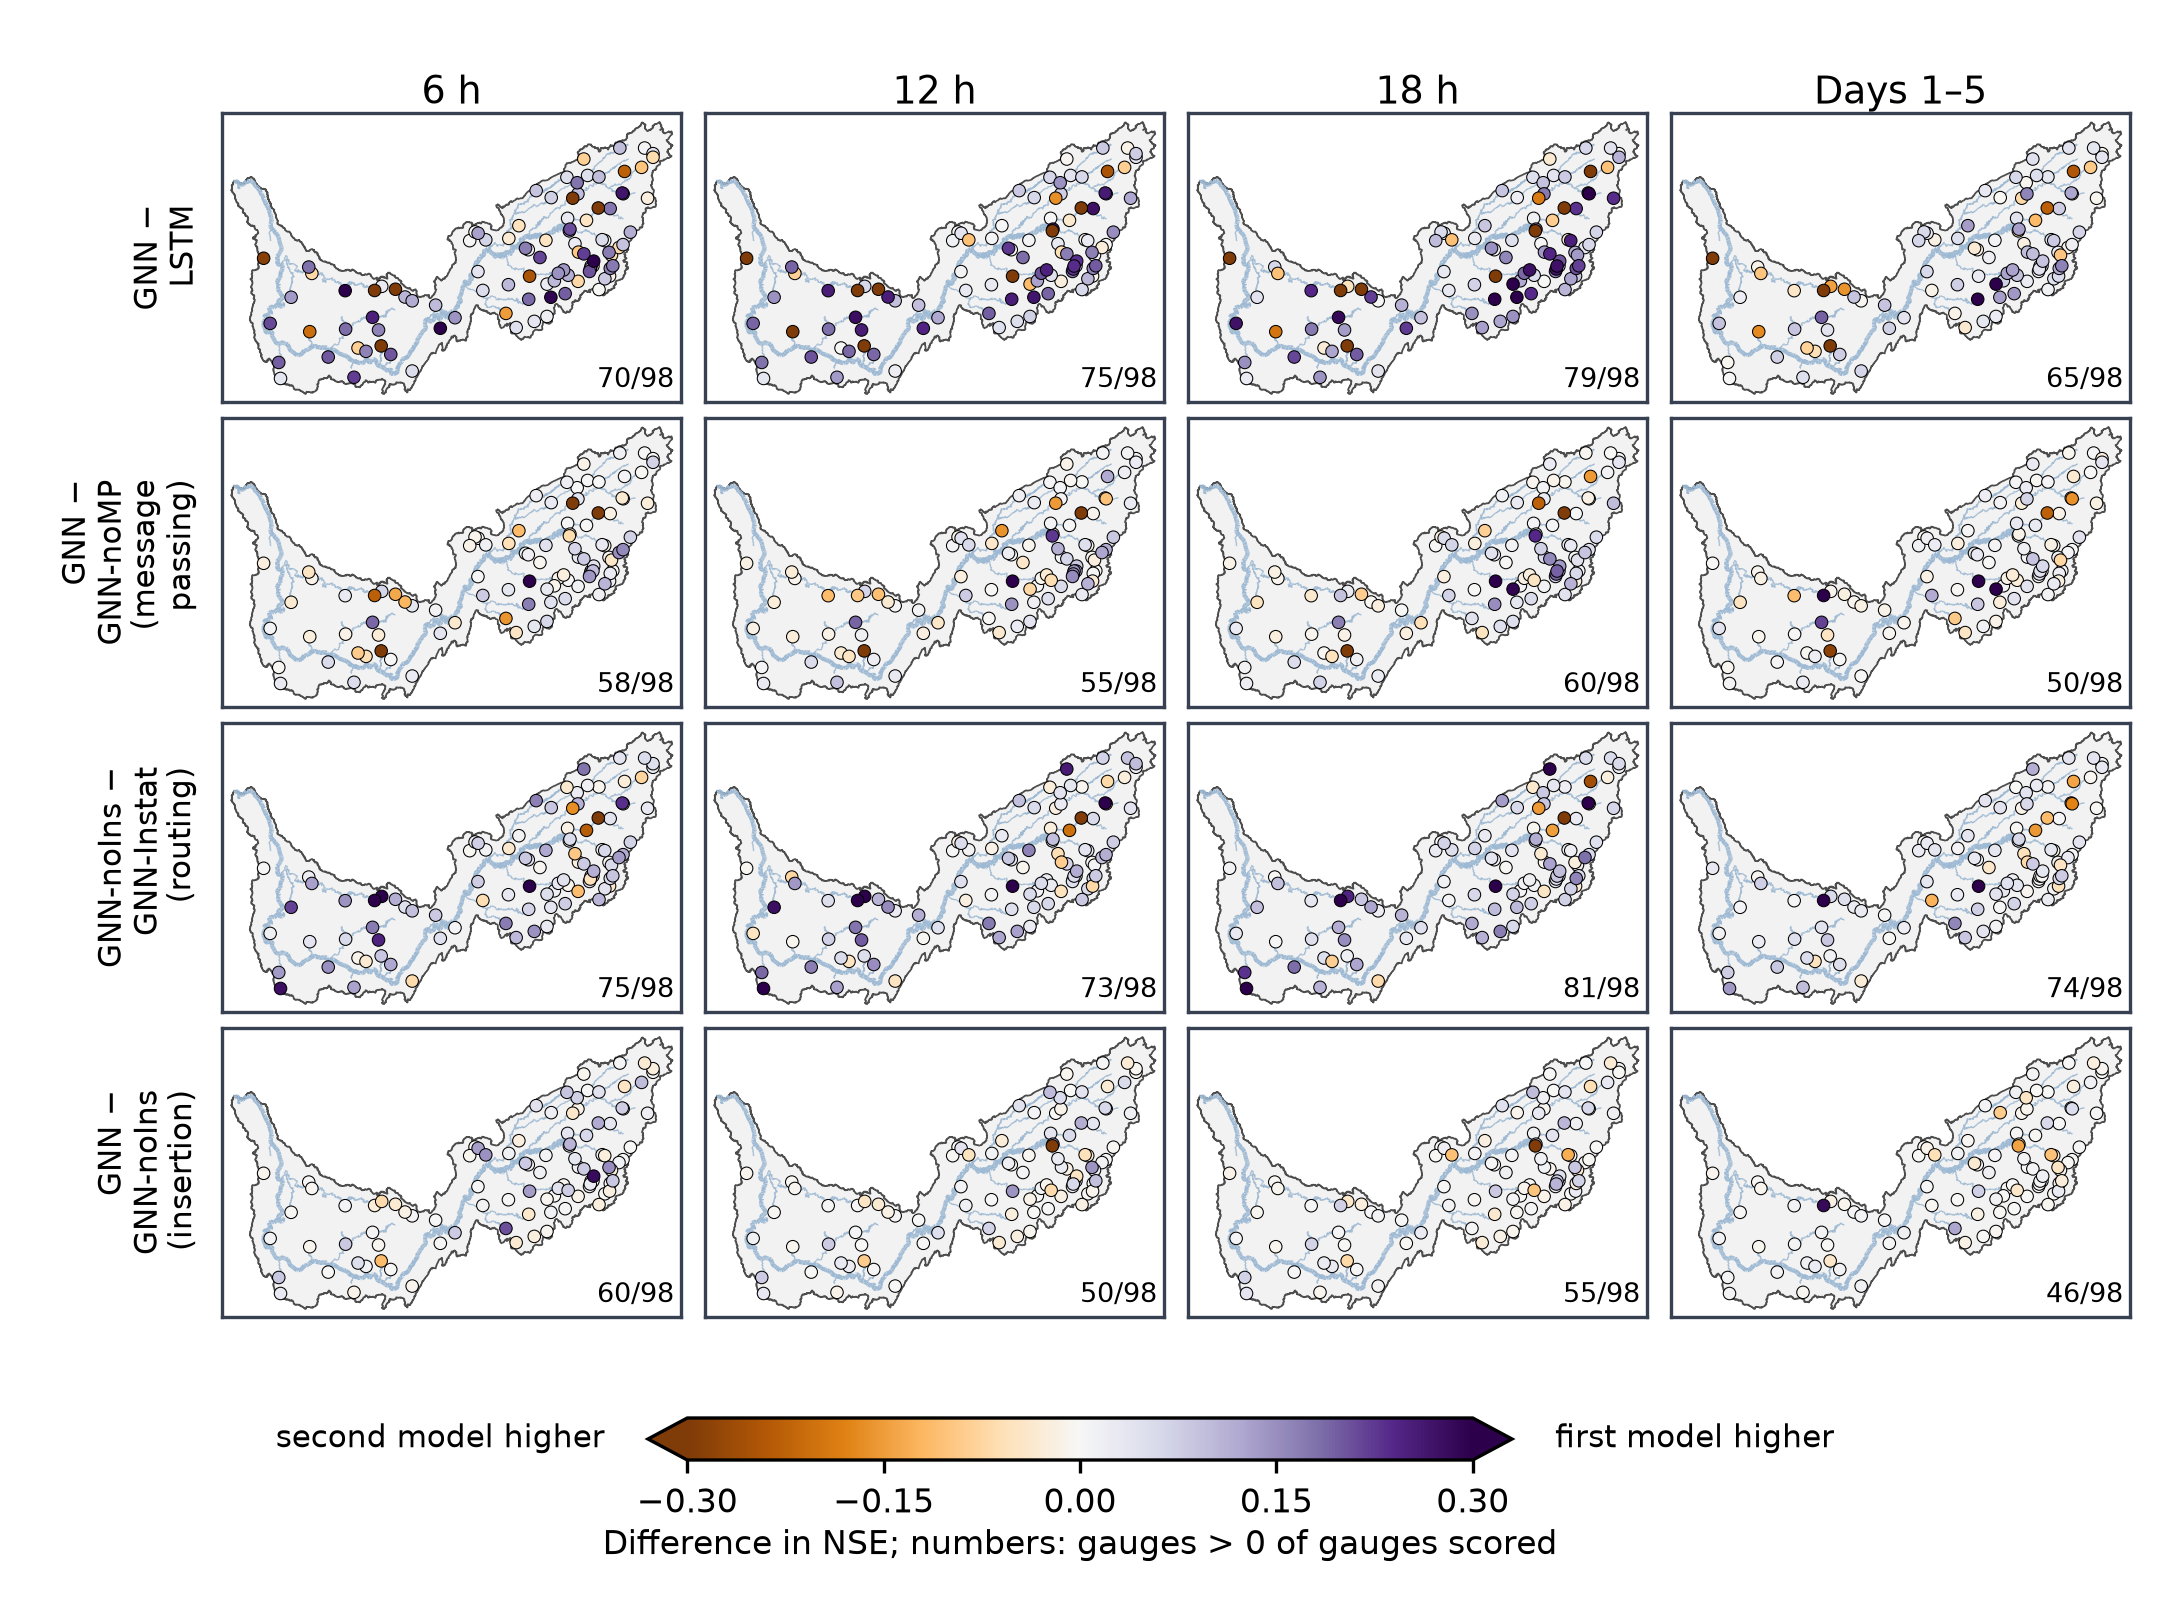 6 h
12 h
18 h
Days 1–5
GNN −
LSTM
70/98
75/98
79/98
65/98
GNN −
GNN-noMP
(message
passing)
58/98
55/98
60/98
50/98
GNN-noIns −
GNN-Instat
(routing)
75/98
73/98
81/98
74/98
GNN −
GNN-noIns
(insertion)
60/98
50/98
55/98
46/98
second model higher
first model higher
−0.30
−0.15
0.00
0.15
0.30
Difference in NSE; numbers: gauges > 0 of gauges scored